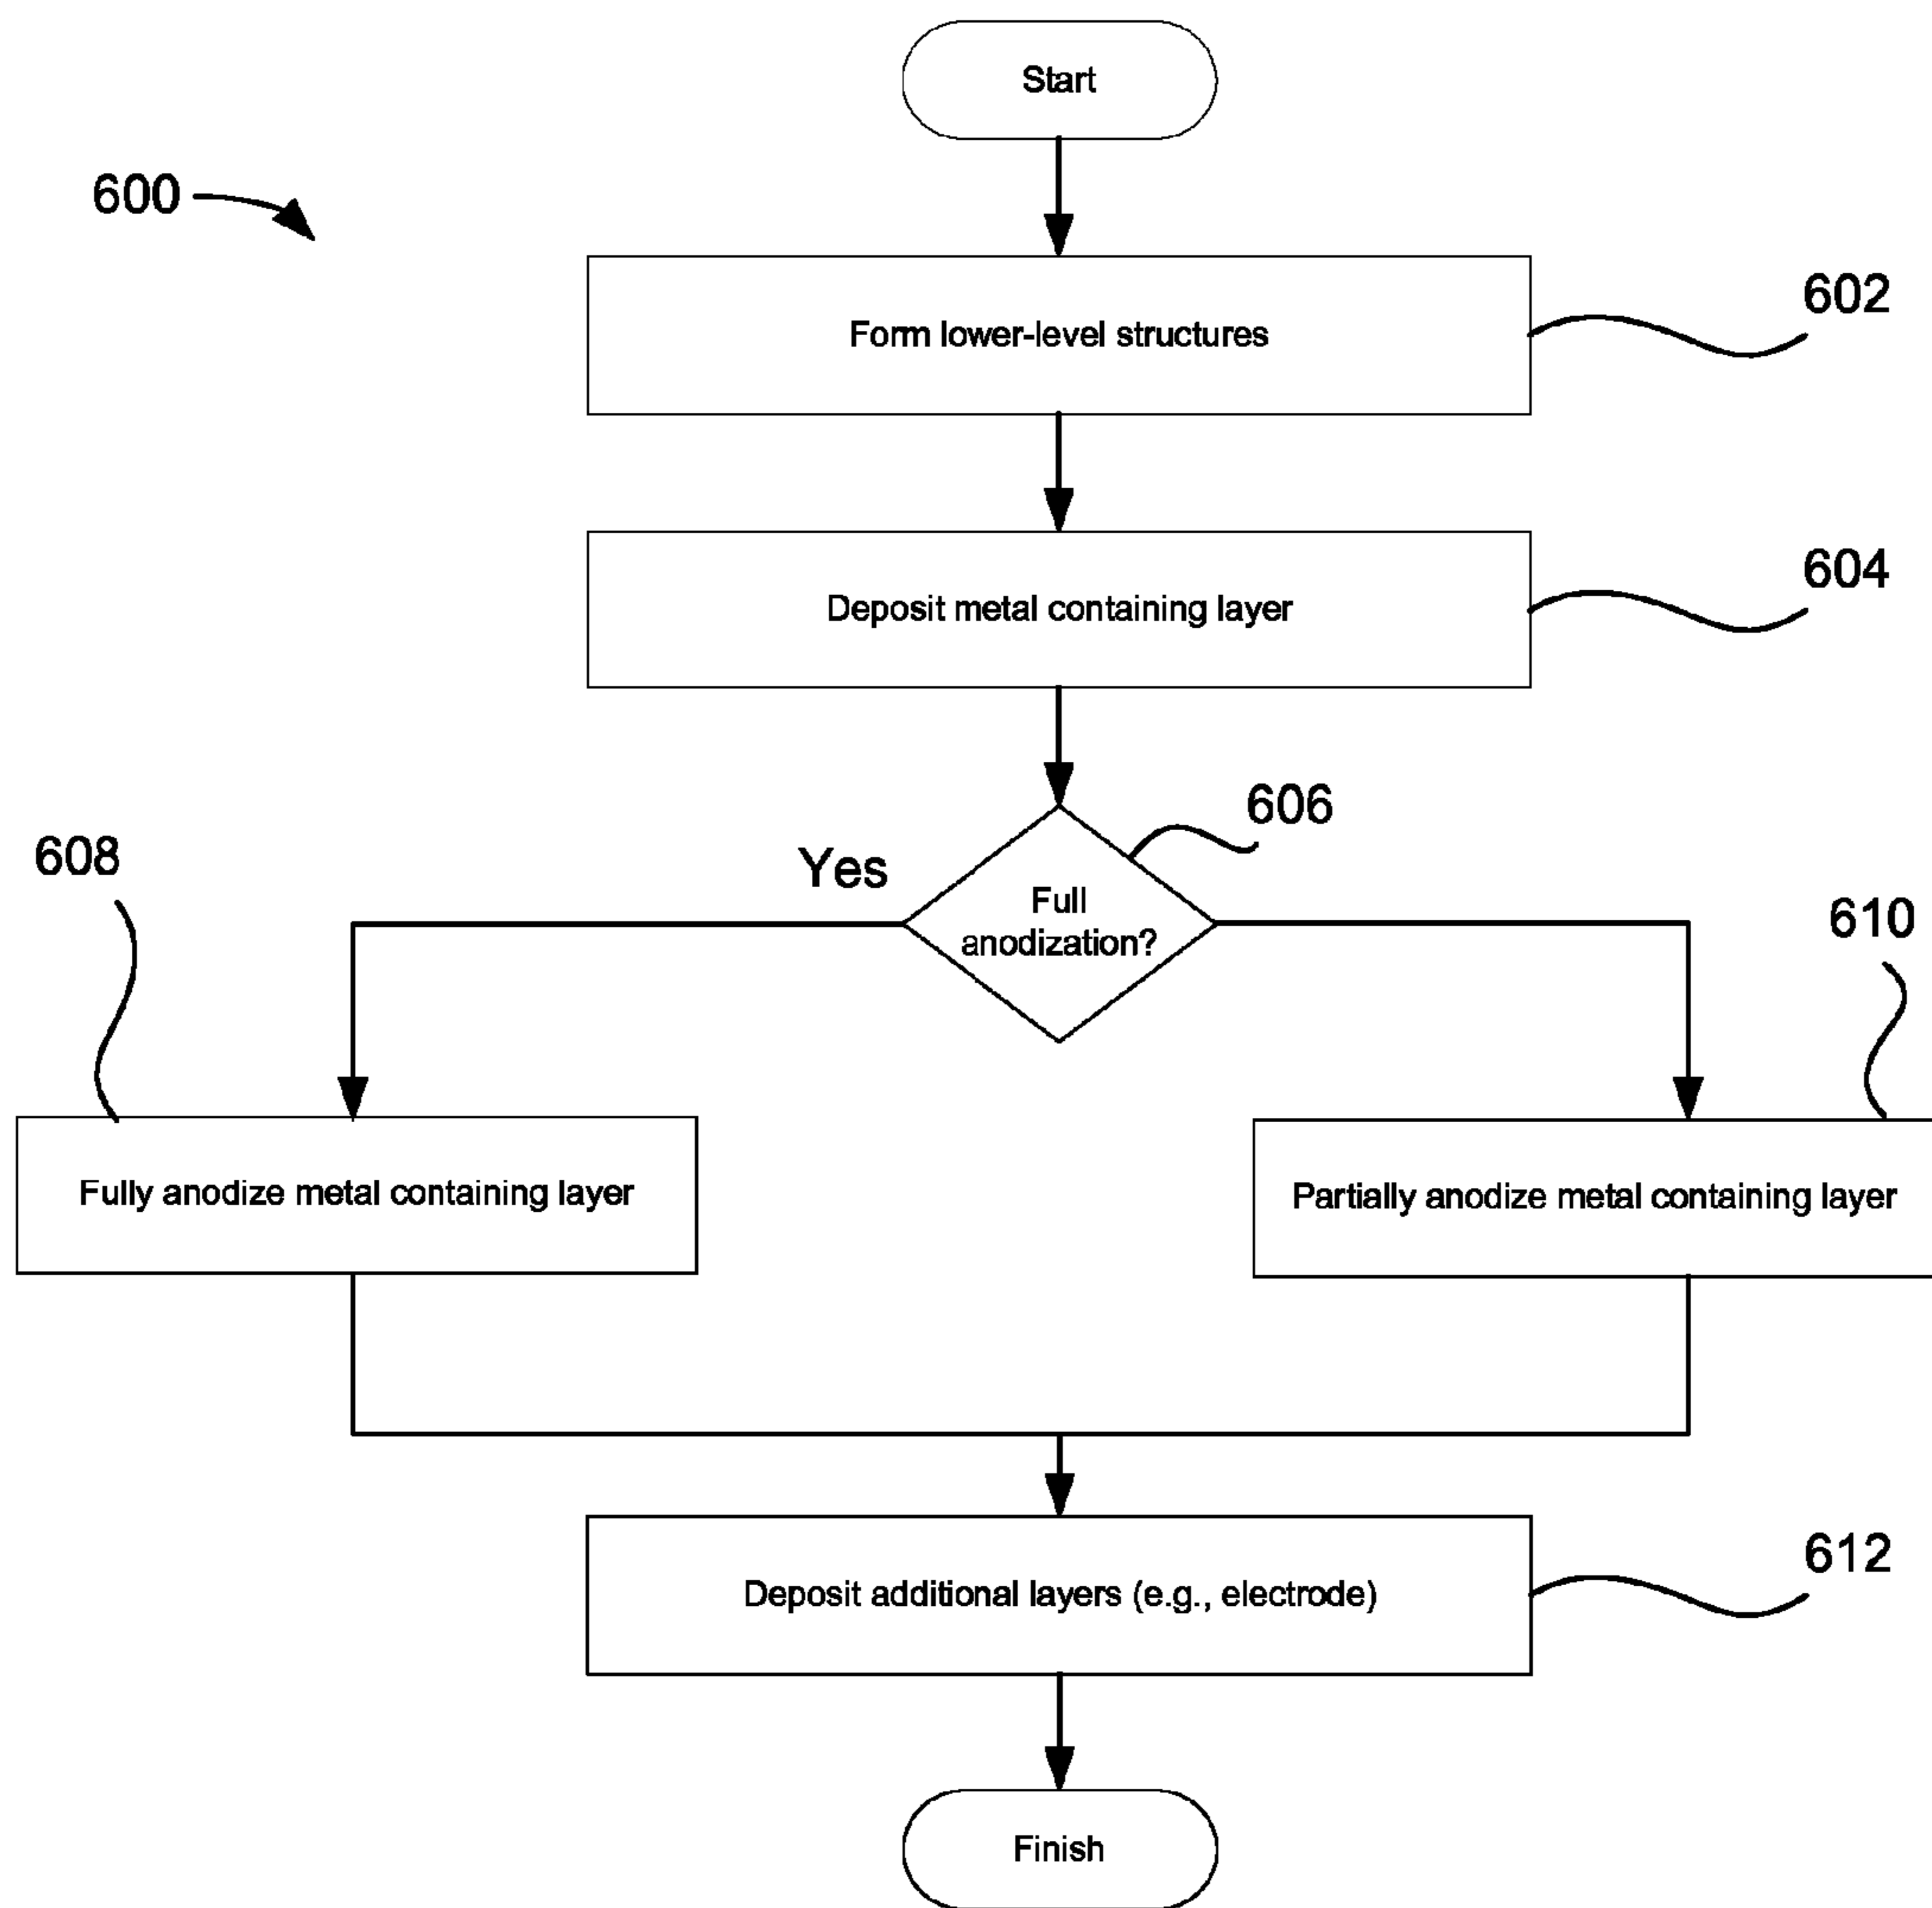 Start
600
Form lower-level structures
602
Deposit metal containing layer
604
606
Yes
Full
anodization?
608
610
Fully anodize metal containing layer
Partially anodize metal containing layer
Deposit additional layers (e.g., electrode)
612
Finish